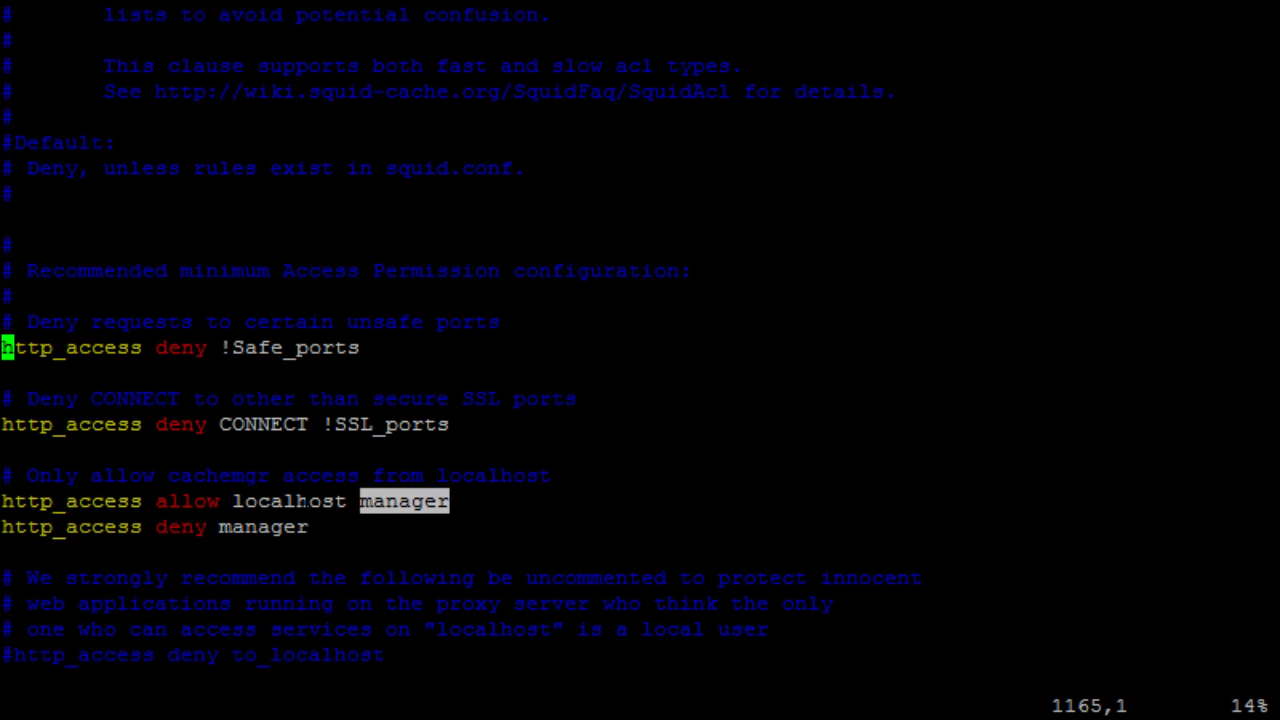 #       lists to avoid potential confusion.
#
#       This clause supports both fast and slow acl types.
#       See http://wiki.squid-cache.org/SquidFaq/SquidAcl for details.
#
#Default:
# Deny, unless rules exist in squid.conf.
#
#
# Recommended minimum Access Permission configuration:
#
# Deny requests to certain unsafe ports
http_access deny !Safe_ports
# Deny CONNECT to other than secure SSL ports
http_access deny CONNECT !SSL_ports
# Only allow cachemgr access from localhost
http_access allow localhost manager
http_access deny manager
# We strongly recommend the following be uncommented to protect innocent
# web applications running on the proxy server who think the only
# one who can access services on "localhost" is a local user
#http_access deny to_localhost
1165,1 14%